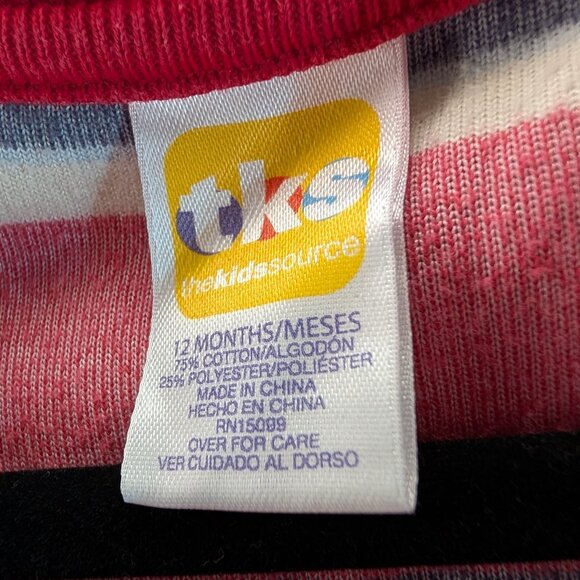 tks
thekidssource
12 MONTHS/MESES
75% COTTON/ALGODÓN
25% POLYESTER/POLIÉSTER
MADE IN CHINA
HECHO EN CHINA
RN15099
OVER FOR CARE
VER CUIDADO AL DORSO